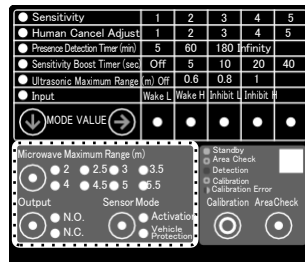 Sensitivity 1 2 3 4 5
Human Cancel Adjust 1 2 3 4 5
Presence Detection Timer (min) 5 60 180 Infinity
Sensitivity Boost Timer (sec) Off 5 10 20 40
Ultrasonic Maximum Range (m) Off 0.6 0.8 1
Input Wake L Wake H Inhibit L Inhibit H
MODE VALUE
Microwave Maximum Range (m)
2 2.5 3 3.5
4 4.5 5 5.5
Output Sensor Mode
N.O. Activation
N.C. Vehicle
Protection
Standby
Area Check
Detection
Calibration
Calibration Error
Calibration Area Check